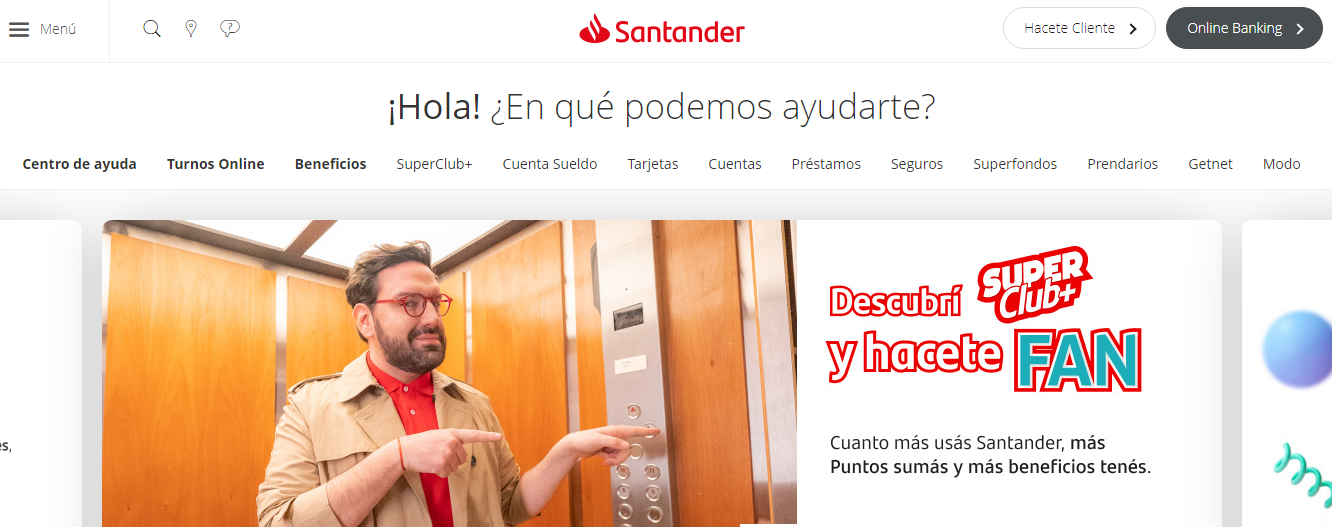 Menú
Santander
Hacete Cliente
Online Banking
¡Hola! ¿En qué podemos ayudarte?
Centro de ayuda
Turnos Online
Beneficios
SuperClub+
Cuenta Sueldo
Tarjetas
Cuentas
Préstamos
Seguros
Superfondos
Prendarios
Getnet
Modo
Descubrí SUPER Club+
y hacete FAN
Cuanto más usás Santander, más
Puntos sumás y más beneficios tenés.